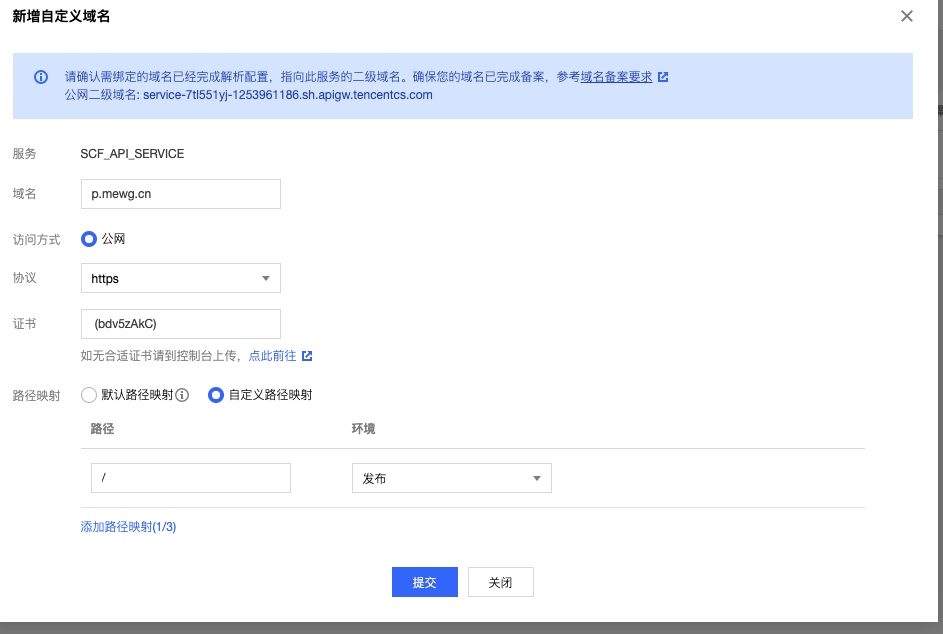 新增自定义域名
请确认需绑定的域名已经完成解析配置，指向此服务的二级域名。确保您的域名已完成备案，参考域名备案要求
公网二级域名: service-7tl551yj-1253961186.sh.apigw.tencentcs.com
服务 SCF_API_SERVICE
域名 p.mewg.cn
访问方式 公网
协议 https
证书 (bdv5zAkC)
如无合适证书请到控制台上传，点此前往
路径映射 默认路径映射 自定义路径映射
路径 环境
/ 发布
添加路径映射(1/3)
提交 关闭